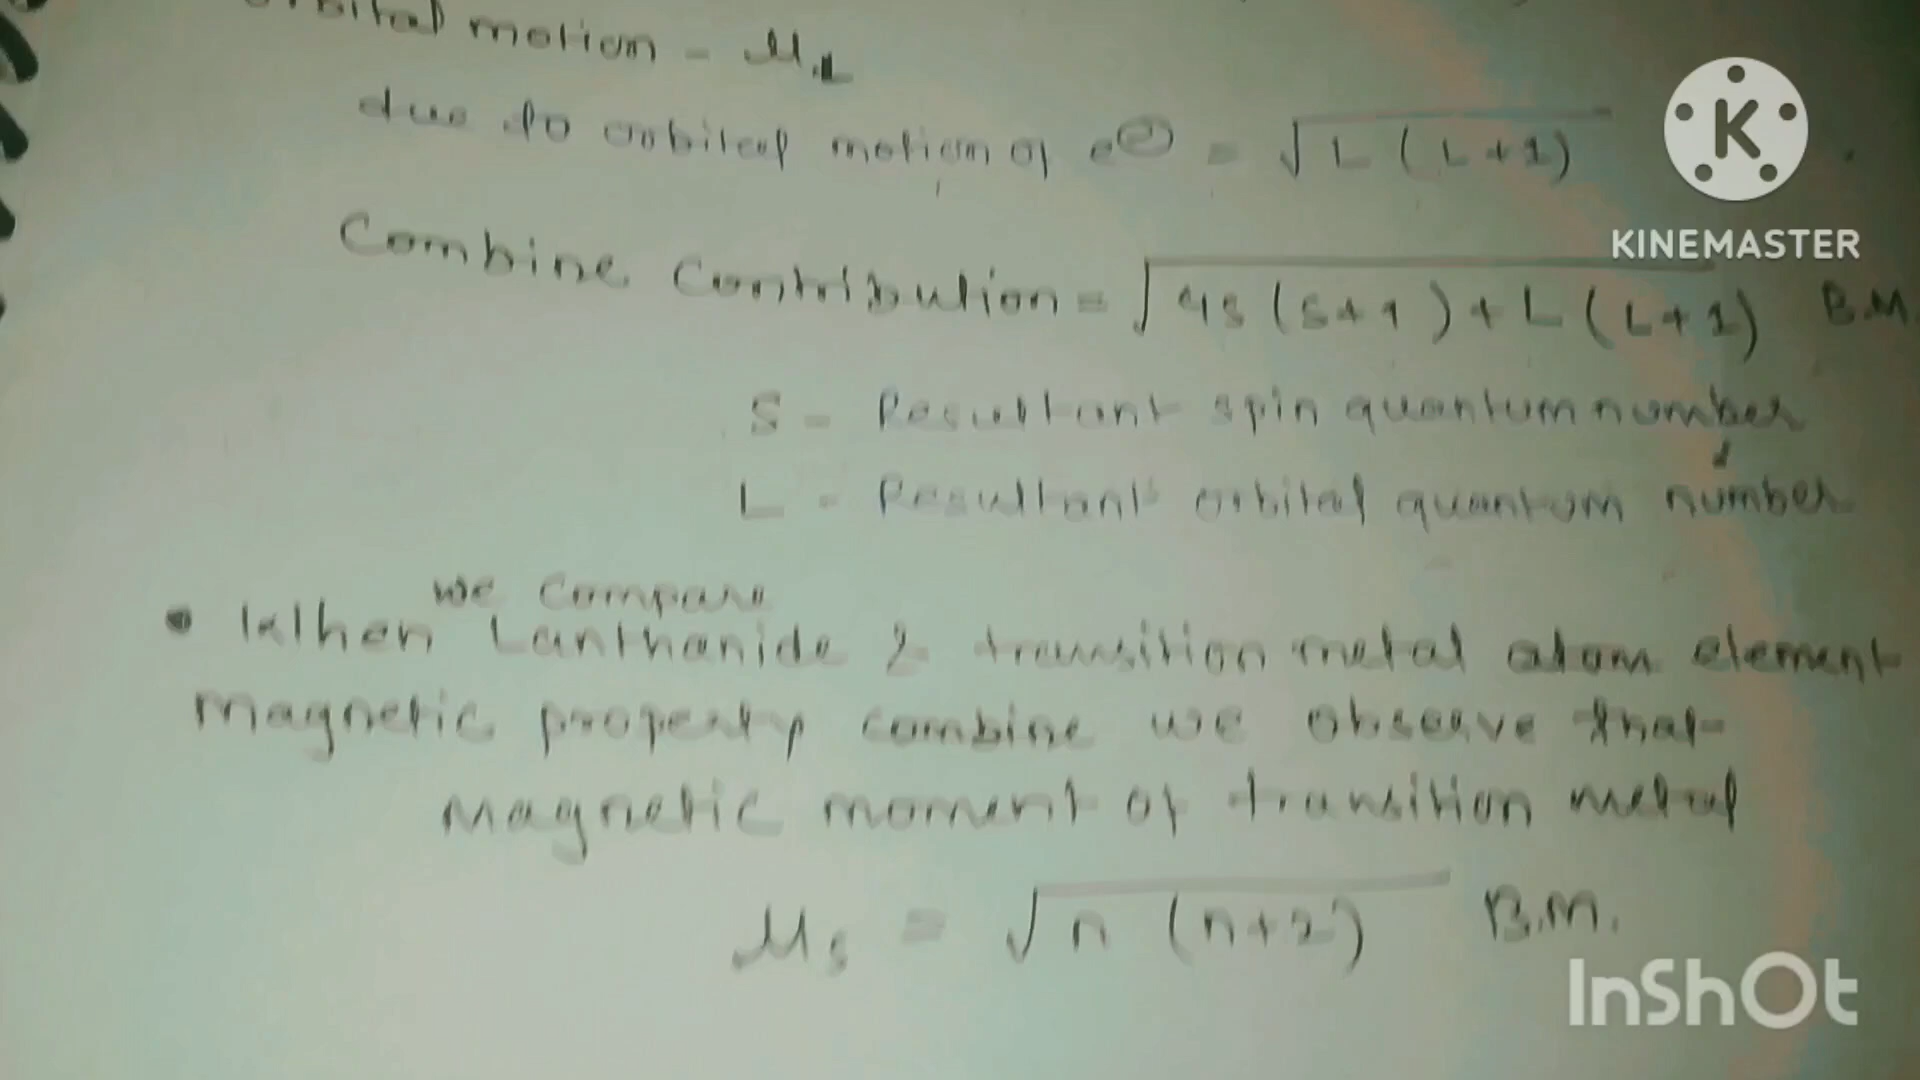 orbital motion - μL
due to orbital motion of e⊖ = √L(L+1)
Combine Contribution = √4s(s+1)+L(L+1) B.M.
S - Resultant spin quantum number
L - Resultant orbital quantum number
we compare
• When Lanthanide & transition metal atom element
magnetic property combine we observe that
Magnetic moment of transition metal
μs = √n(n+2) B.M.
KINEMASTER
InShOt